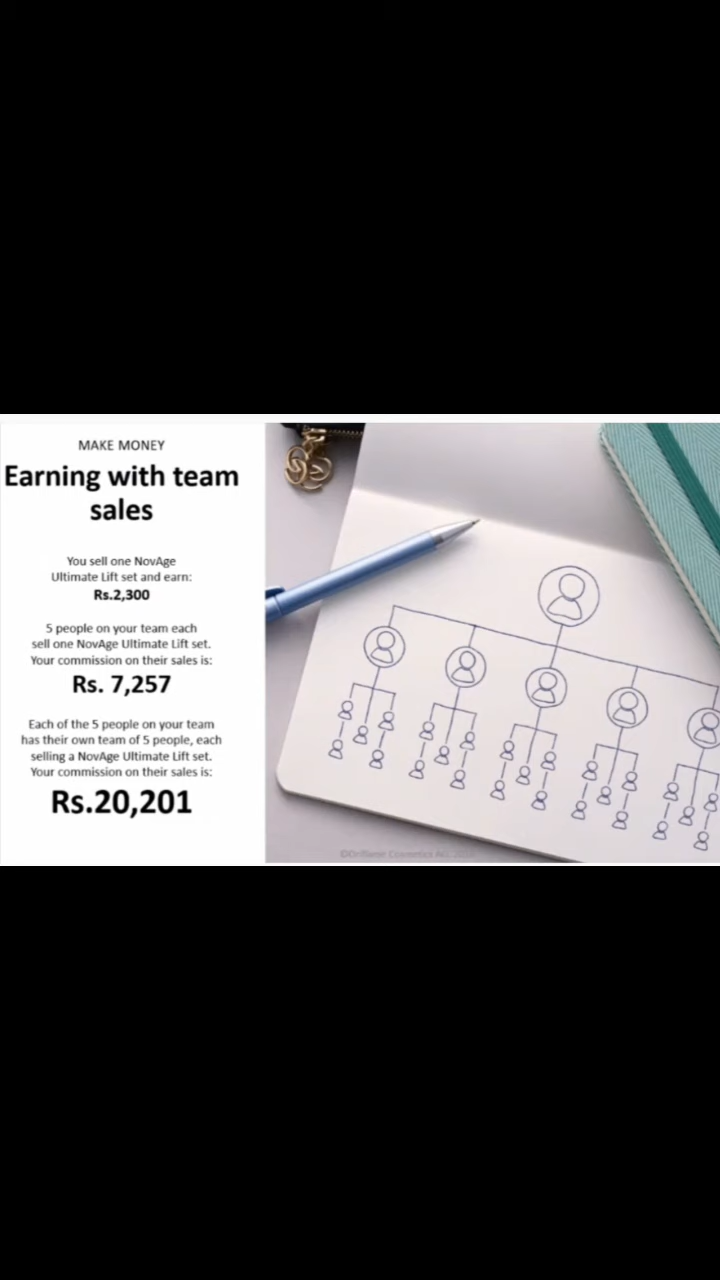 MAKE MONEY
Earning with team
sales
You sell one NovAge
Ultimate Lift set and earn:
Rs.2,300
5 people on your team each
sell one NovAge Ultimate Lift set.
Your commission on their sales is:
Rs. 7,257
Each of the 5 people on your team
has their own team of 5 people, each
selling a NovAge Ultimate Lift set.
Your commission on their sales is:
Rs.20,201
©Oriflame Cosmetics AG